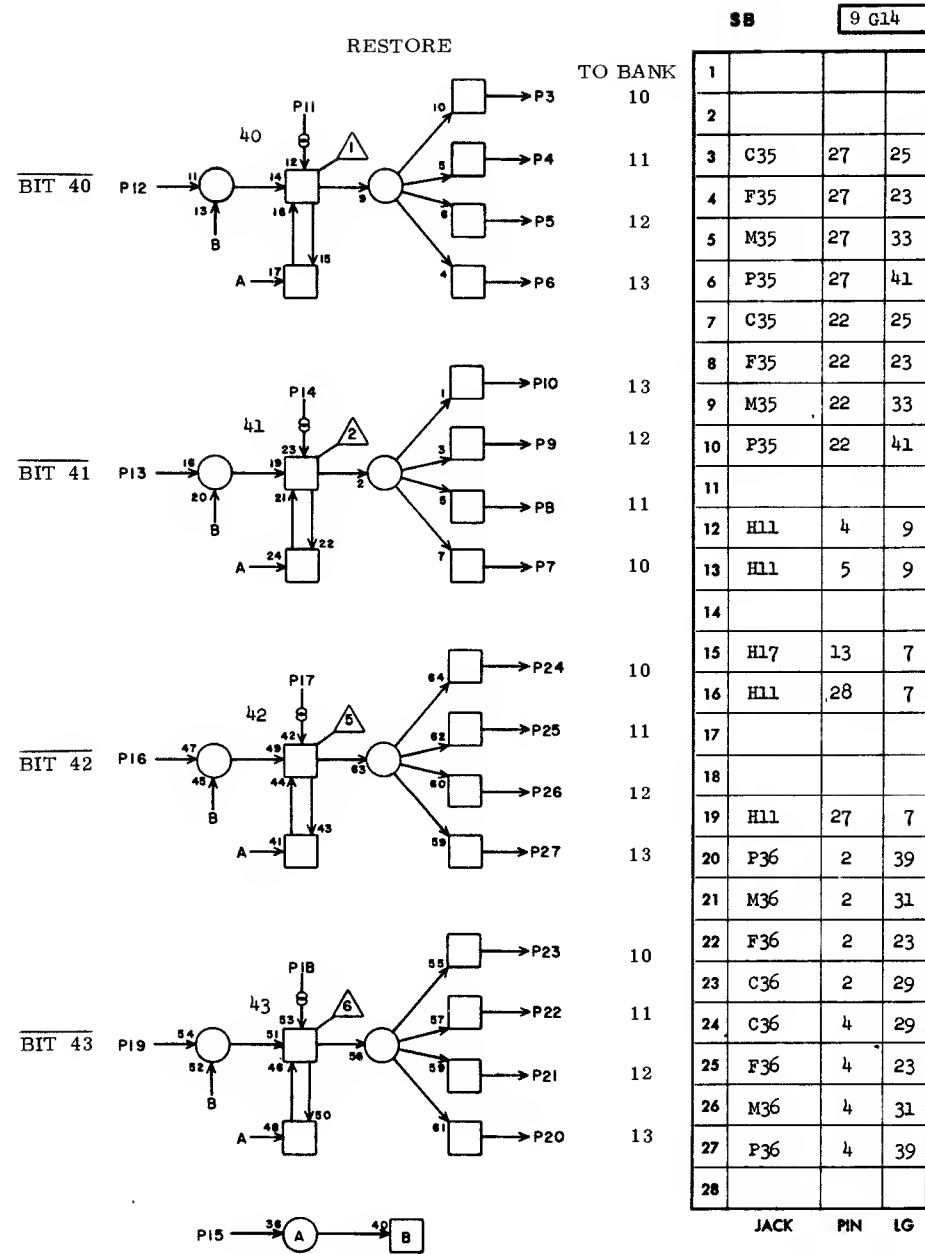 SB 9 G14
RESTORE
TO BANK
P11
40
1
10
P3
10
BIT 40
P12
11
13
B
14
12
16
15
9
5
P4
11
6
P5
12
A
17
4
P6
13
P14
41
2
1
P10
13
BIT 41
P13
16
20
B
19
23
21
22
2
3
P9
12
5
P8
11
A
24
7
P7
10
P17
42
5
64
P24
10
BIT 42
P16
47
45
B
49
42
44
43
63
62
P25
11
60
P26
12
A
41
59
P27
13
P18
43
6
55
P23
10
BIT 43
P19
54
52
B
51
53
46
50
56
57
P22
11
59
P21
12
A
48
61
P20
13
P15
36
A
40
B
1
2
3 C35 27 25
4 F35 27 23
5 M35 27 33
6 P35 27 41
7 C35 22 25
8 F35 22 23
9 M35 22 33
10 P35 22 41
11
12 H11 4 9
13 H11 5 9
14
15 H17 13 7
16 H11 28 7
17
18
19 H11 27 7
20 P36 2 39
21 M36 2 31
22 F36 2 23
23 C36 2 29
24 C36 4 29
25 F36 4 23
26 M36 4 31
27 P36 4 39
28
JACK PIN LG